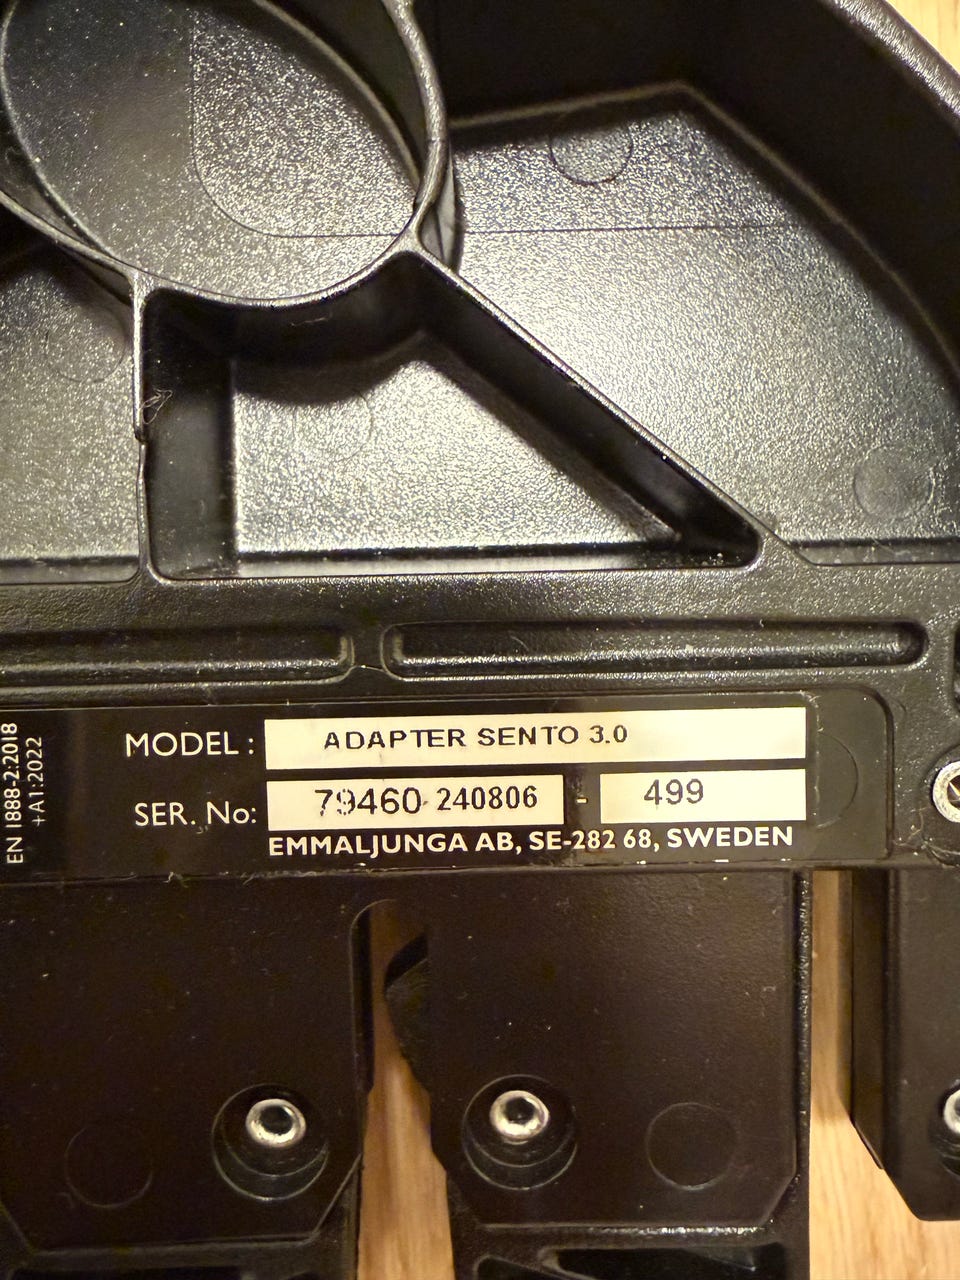 EN 1888-2:2018
+A1:2022
MODEL : ADAPTER SENTO 3.0
SER. No: 79460-240806 - 499
EMMALJUNGA AB, SE-282 68, SWEDEN